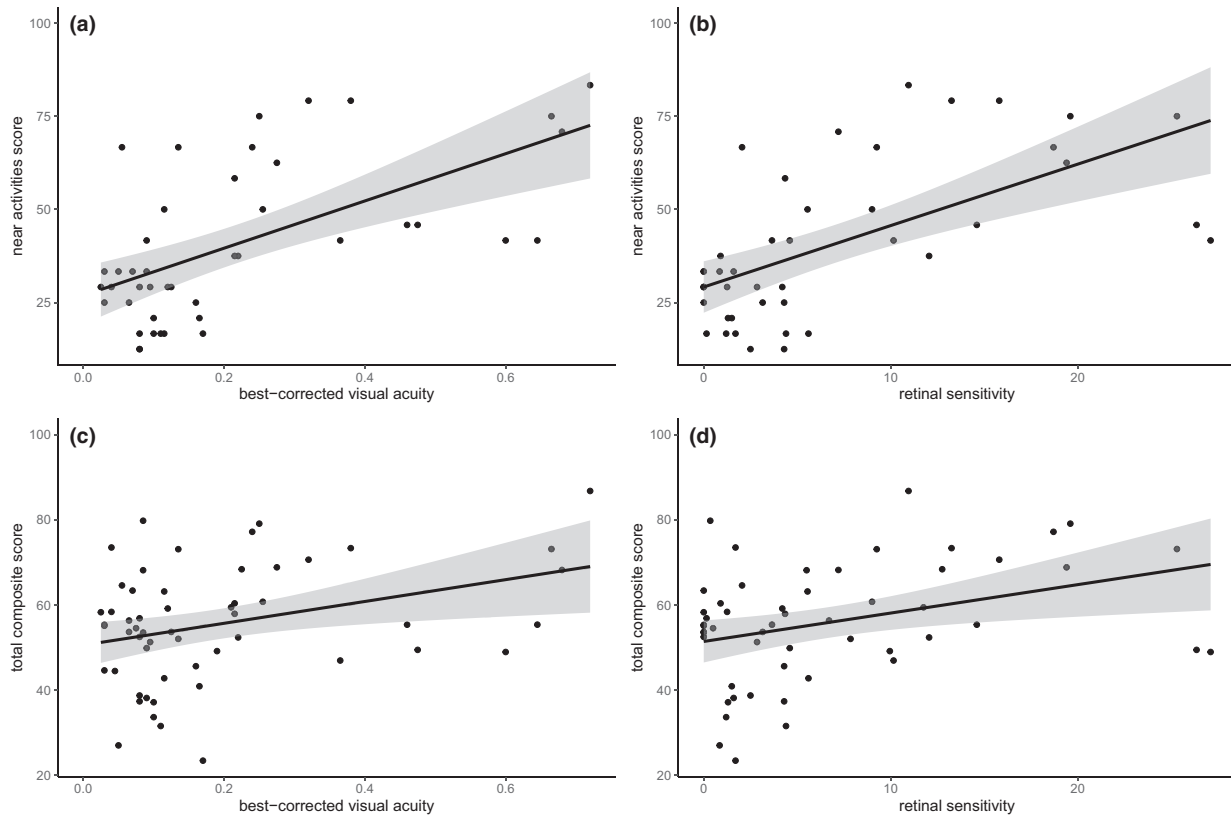 (a)
100
75
50
25
near activities score
0.0 0.2 0.4 0.6
best−corrected visual acuity
(b)
100
75
50
25
near activities score
0 10 20
retinal sensitivity
(c)
100
80
60
40
20
total composite score
0.0 0.2 0.4 0.6
best−corrected visual acuity
(d)
100
80
60
40
20
total composite score
0 10 20
retinal sensitivity